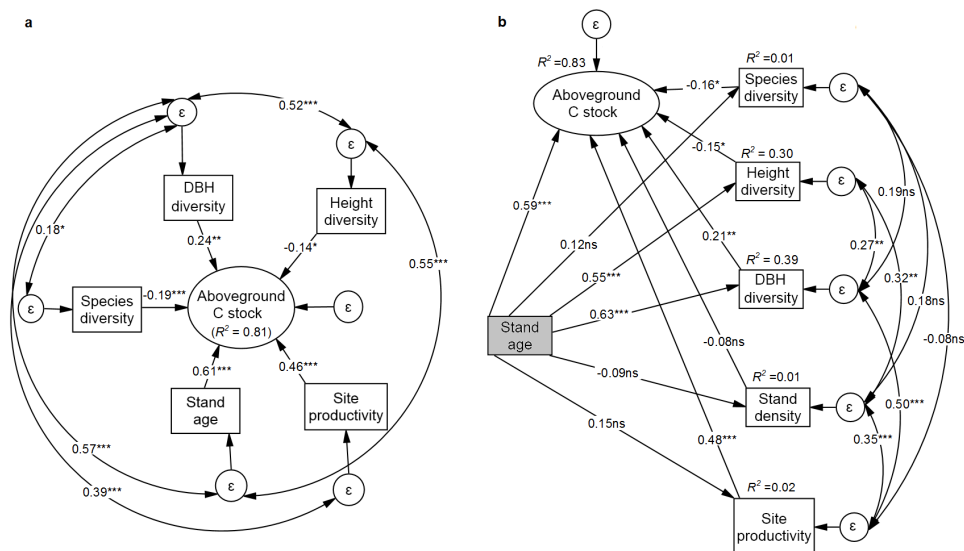 a
ε
0.52***
ε
DBH
diversity
Height
diversity
0.18*
0.24**
-0.14*
0.55***
ε
Species
diversity
-0.19***
Aboveground
C stock
(R² = 0.81)
ε
0.61***
0.46***
Stand
age
Site
productivity
0.57***
0.39***
ε
ε
b
ε
R² =0.83
Aboveground
C stock
-0.16*
R² =0.01
Species
diversity
ε
-0.15*
R² = 0.30
Height
diversity
ε
0.19ns
0.59***
0.12ns
0.21**
0.27**
R² = 0.39
DBH
diversity
ε
0.55***
0.32**
0.18ns
0.63***
Stand
age
-0.08ns
-0.08ns
-0.09ns
R² =0.01
Stand
density
ε
0.50***
0.15ns
0.48***
0.35***
R² =0.02
Site
productivity
ε